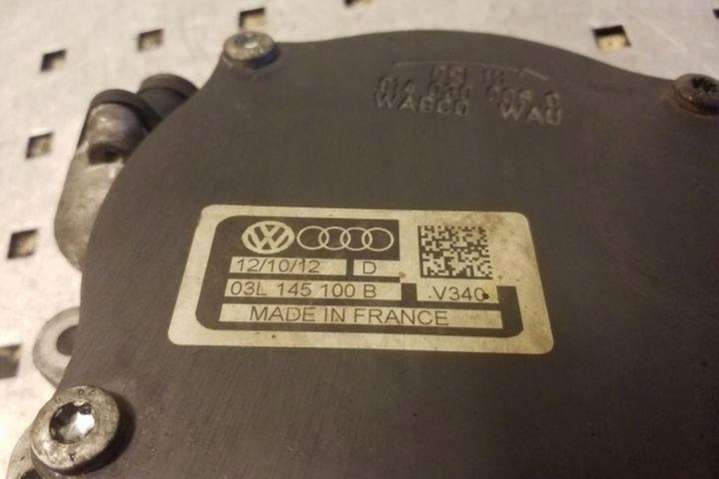 WABCO WAU
12/10/12 D
03L 145 100 B V340
MADE IN FRANCE